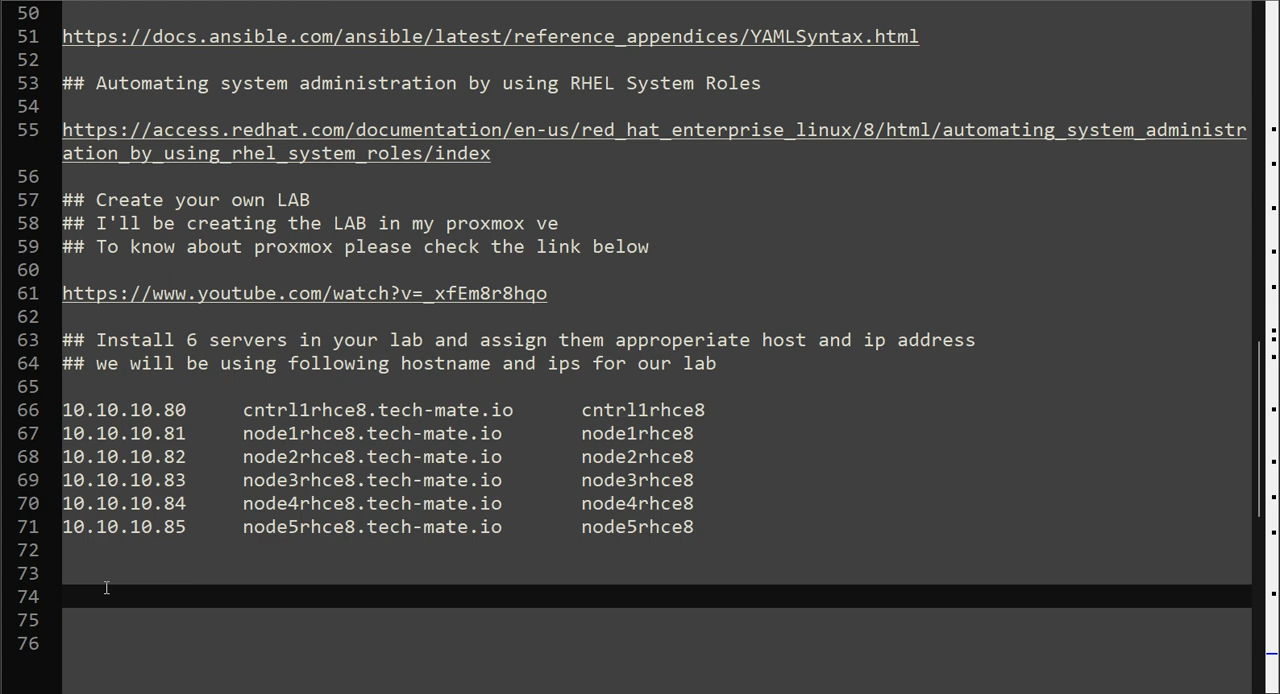 50
51 https://docs.ansible.com/ansible/latest/reference_appendices/YAMLSyntax.html
52
53 ## Automating system administration by using RHEL System Roles
54
55 https://access.redhat.com/documentation/en-us/red_hat_enterprise_linux/8/html/automating_system_administr
ation_by_using_rhel_system_roles/index
56
57 ## Create your own LAB
58 ## I'll be creating the LAB in my proxmox ve
59 ## To know about proxmox please check the link below
60
61 https://www.youtube.com/watch?v=_xfEm8r8hqo
62
63 ## Install 6 servers in your lab and assign them approperiate host and ip address
64 ## we will be using following hostname and ips for our lab
65
66 10.10.10.80 cntrl1rhce8.tech-mate.io cntrl1rhce8
67 10.10.10.81 node1rhce8.tech-mate.io node1rhce8
68 10.10.10.82 node2rhce8.tech-mate.io node2rhce8
69 10.10.10.83 node3rhce8.tech-mate.io node3rhce8
70 10.10.10.84 node4rhce8.tech-mate.io node4rhce8
71 10.10.10.85 node5rhce8.tech-mate.io node5rhce8
72
73
74
75
76